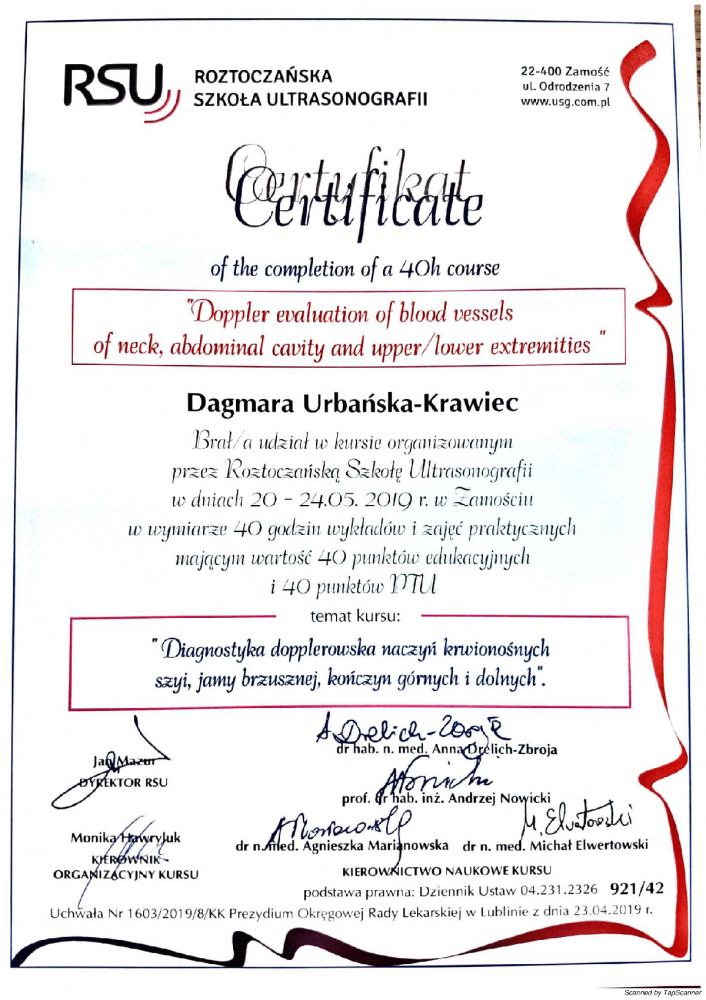 RSU
ROZTOCZAŃSKA
SZKOŁA ULTRASONOGRAFII
22-400 Zamość
ul. Odrodzenia 7
www.usg.com.pl
Certyfikat
Certificate
of the completion of a 40h course
"Doppler evaluation of blood vessels
of neck, abdominal cavity and upper/lower extremities "
Dagmara Urbańska-Krawiec
Brał/a udział w kursie organizowanym
przez Roztoczańską Szkołę Ultrasonografii
w dniach 20 - 24.05. 2019 r. w Zamościu
w wymiarze 40 godzin wykładów i zajęć praktycznych
mającym wartość 40 punktów edukacyjnych
i 40 punktów PTU
temat kursu:
" Diagnostyka dopplerowska naczyń krwionośnych
szyi, jamy brzusznej, kończyn górnych i dolnych".
A. Drelich-Zbroja
dr hab. n. med. Anna Drelich-Zbroja
Jan Mazur
DYREKTOR RSU
ANowicki
prof. dr hab. inż. Andrzej Nowicki
M. Elwertowski
Monika Hawryluk
dr n. med. Agnieszka Marianowska dr n. med. Michał Elwertowski
KIEROWNIK
ORGANIZACYJNY KURSU
KIEROWNICTWO NAUKOWE KURSU
podstawa prawna: Dziennik Ustaw 04.231.2326 921/42
Uchwała Nr 1603/2019/8/KK Prezydium Okręgowej Rady Lekarskiej w Lublinie z dnia 23.04.2019 r.
Scanned by TapScanner